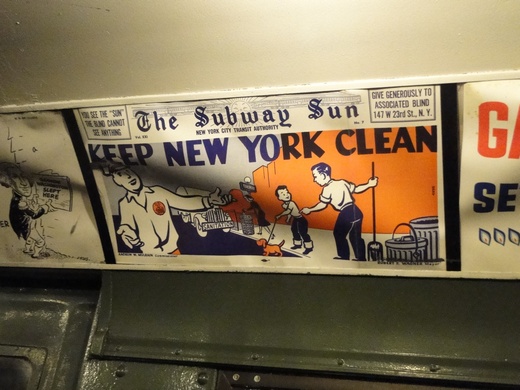 SLEPT
HERE
YOU SEE THE "SUN"
THE BLIND CANNOT
SEE ANYTHING
The Subway Sun
NEW YORK CITY TRANSIT AUTHORITY
GIVE GENEROUSLY TO
ASSOCIATED BLIND
147 W 23rd St., N.Y.
KEEP NEW YORK CLEAN
SANITATION
GA
SE